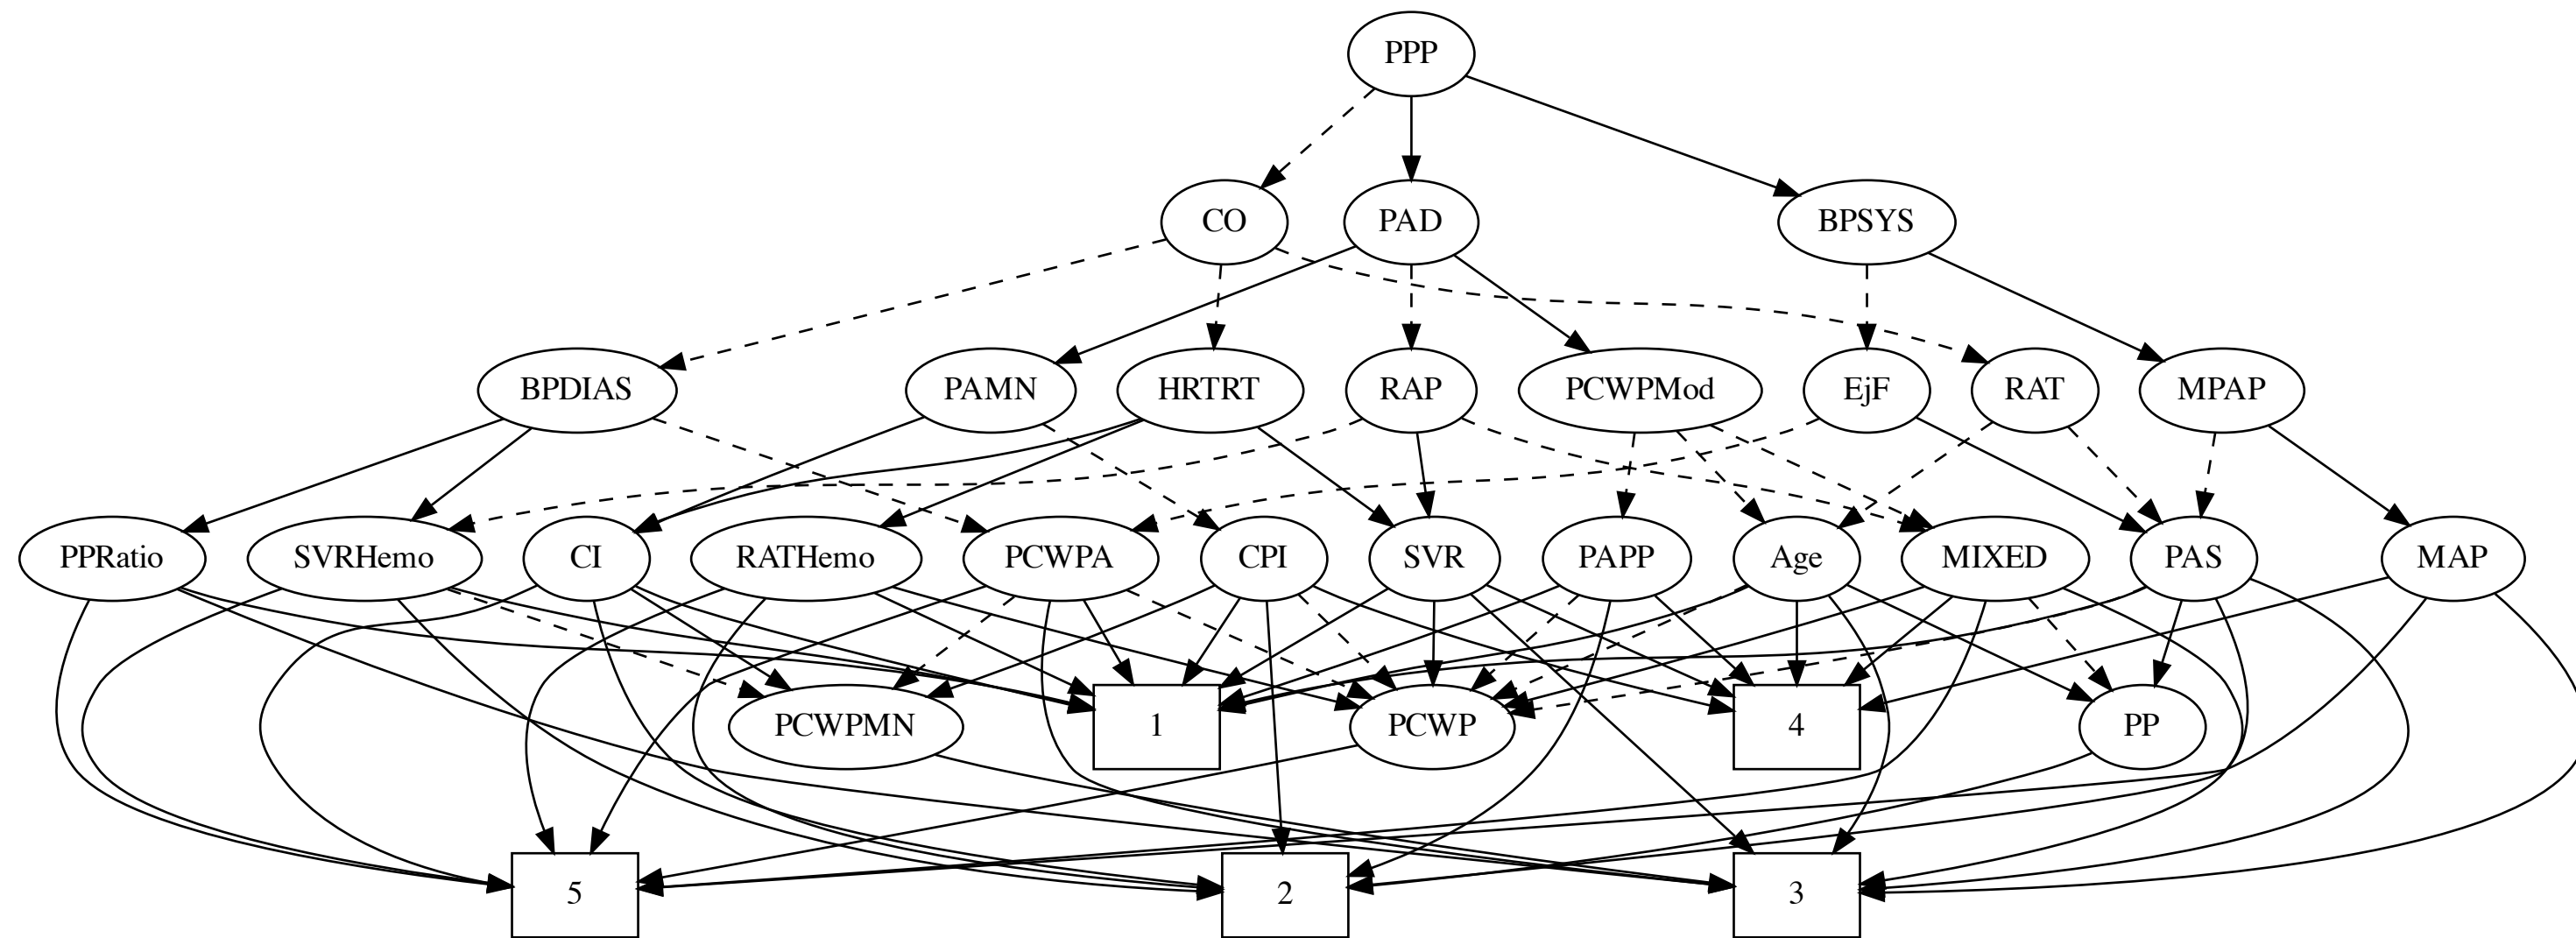 PPP
CO
PAD
BPSYS
BPDIAS
PAMN
HRTRT
RAP
PCWPMod
EjF
RAT
MPAP
PPRatio
SVRHemo
CI
RATHemo
PCWPA
CPI
SVR
PAPP
Age
MIXED
PAS
MAP
PCWPMN
1
PCWP
4
PP
5
2
3